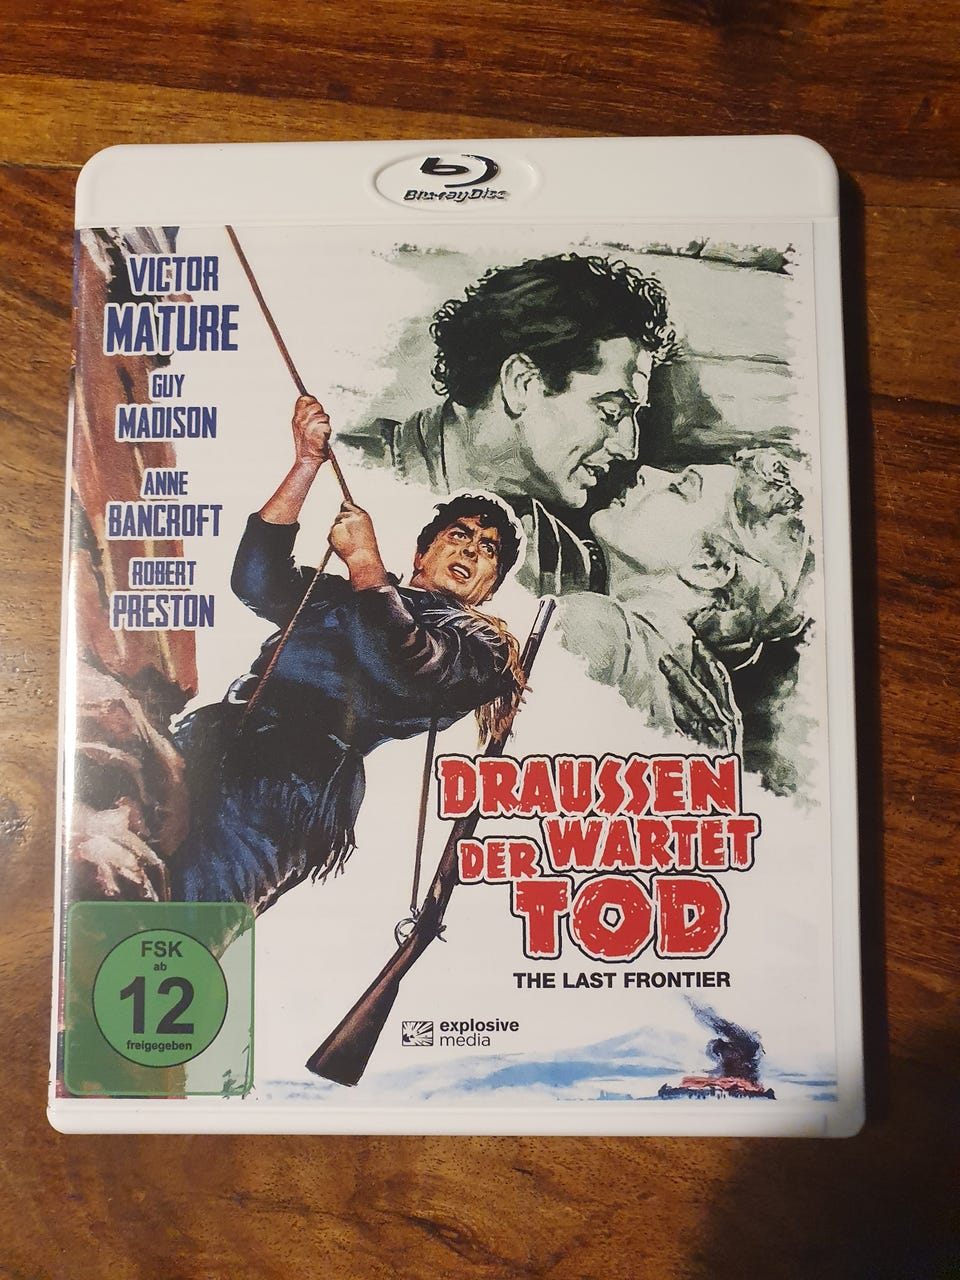 Blu-ray Disc
VICTOR
MATURE
GUY
MADISON
ANNE
BANCROFT
ROBERT
PRESTON
DRAUSSEN
WARTET
DER
TOD
THE LAST FRONTIER
explosive
media
FSK
ab
12
freigegeben